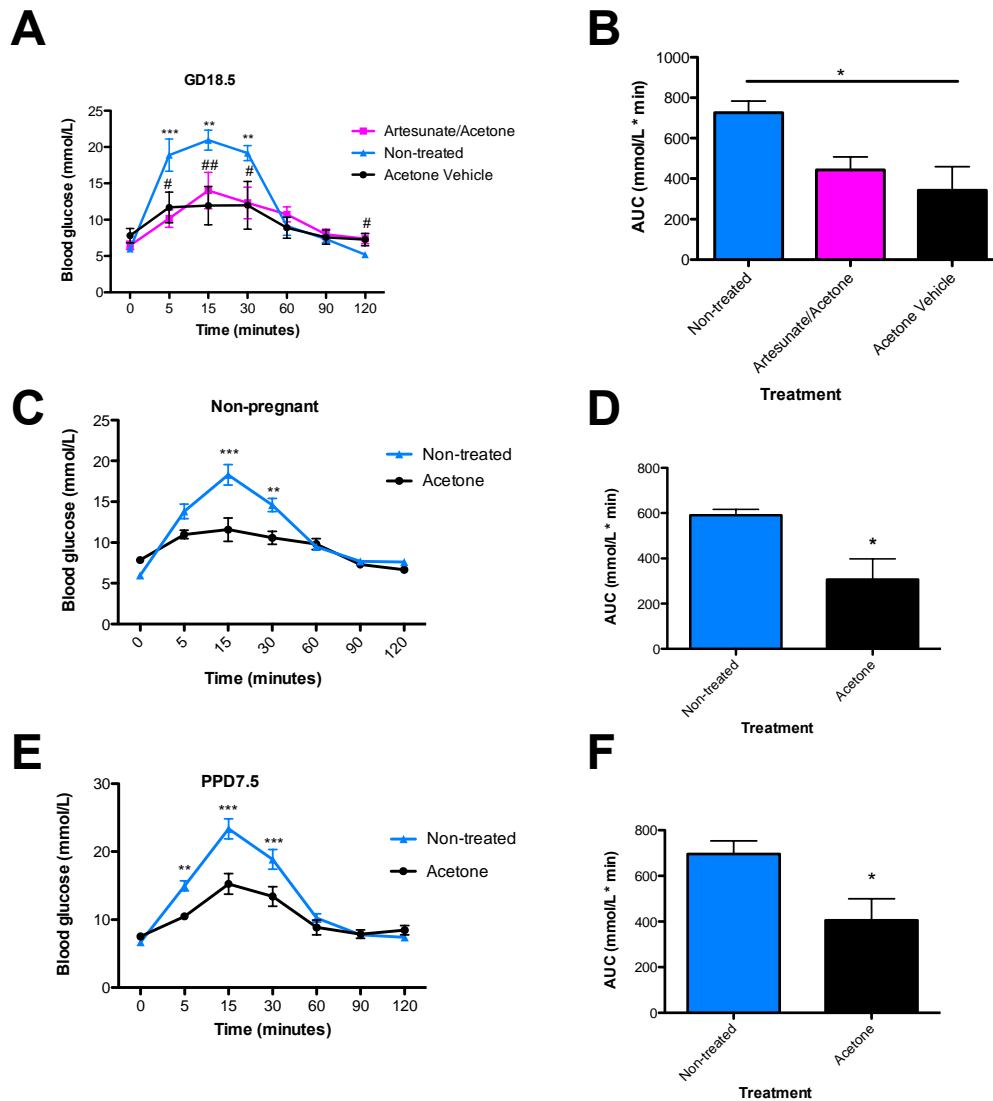 A
GD18.5
Blood glucose (mmol/L)
25
20
15
10
5
0
*** ** **
# ## # #
0 5 15 30 60 90 120
Time (minutes)
Artesunate/Acetone
Non-treated
Acetone Vehicle
B
AUC (mmol/L * min)
1000
800
600
400
200
0
*
Non-treated
Artesunate/Acetone
Acetone Vehicle
Treatment
C
Non-pregnant
Blood glucose (mmol/L)
25
20
15
10
5
0
*** **
0 5 15 30 60 90 120
Time (minutes)
Non-treated
Acetone
D
AUC (mmol/L * min)
800
600
400
200
0
*
Non-treated
Acetone
Treatment
E
PPD7.5
Blood glucose (mmol/L)
30
20
10
0
** *** ***
0 5 15 30 60 90 120
Time (minutes)
Non-treated
Acetone
F
AUC (mmol/L * min)
800
600
400
200
0
*
Non-treated
Acetone
Treatment